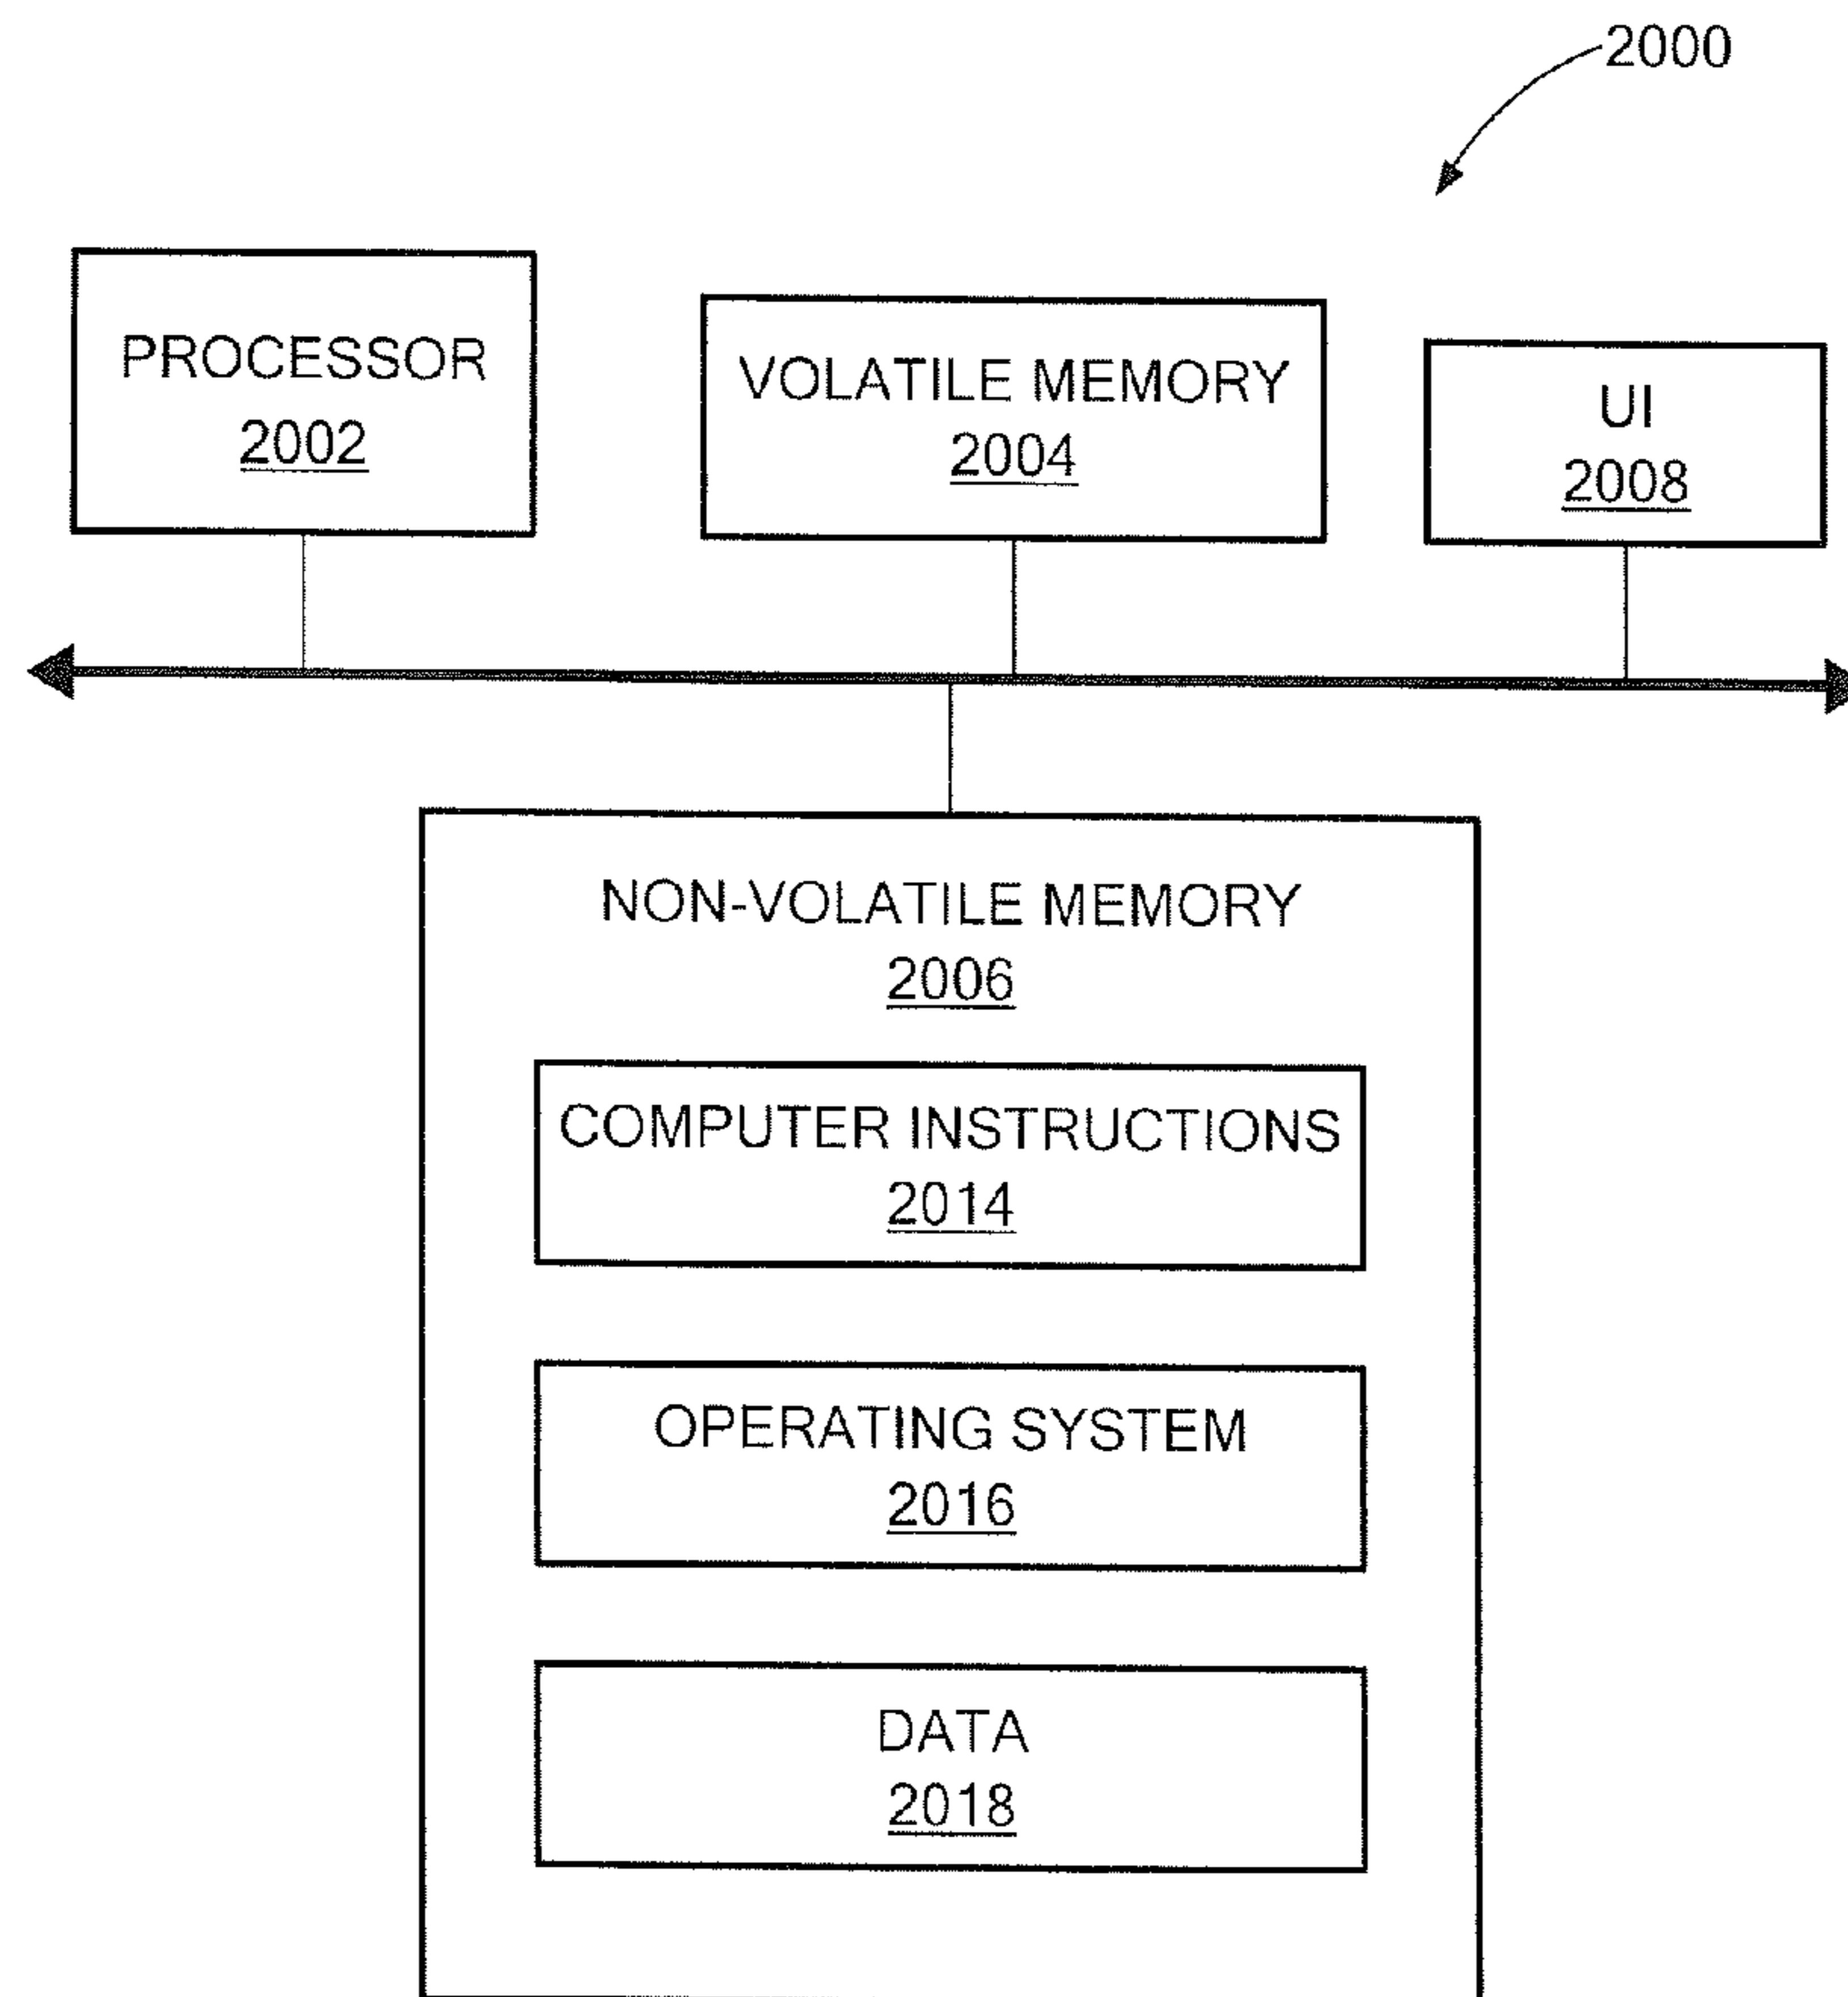 2000
PROCESSOR
2002
VOLATILE MEMORY
2004
UI
2008
NON-VOLATILE MEMORY
2006
COMPUTER INSTRUCTIONS
2014
OPERATING SYSTEM
2016
DATA
2018